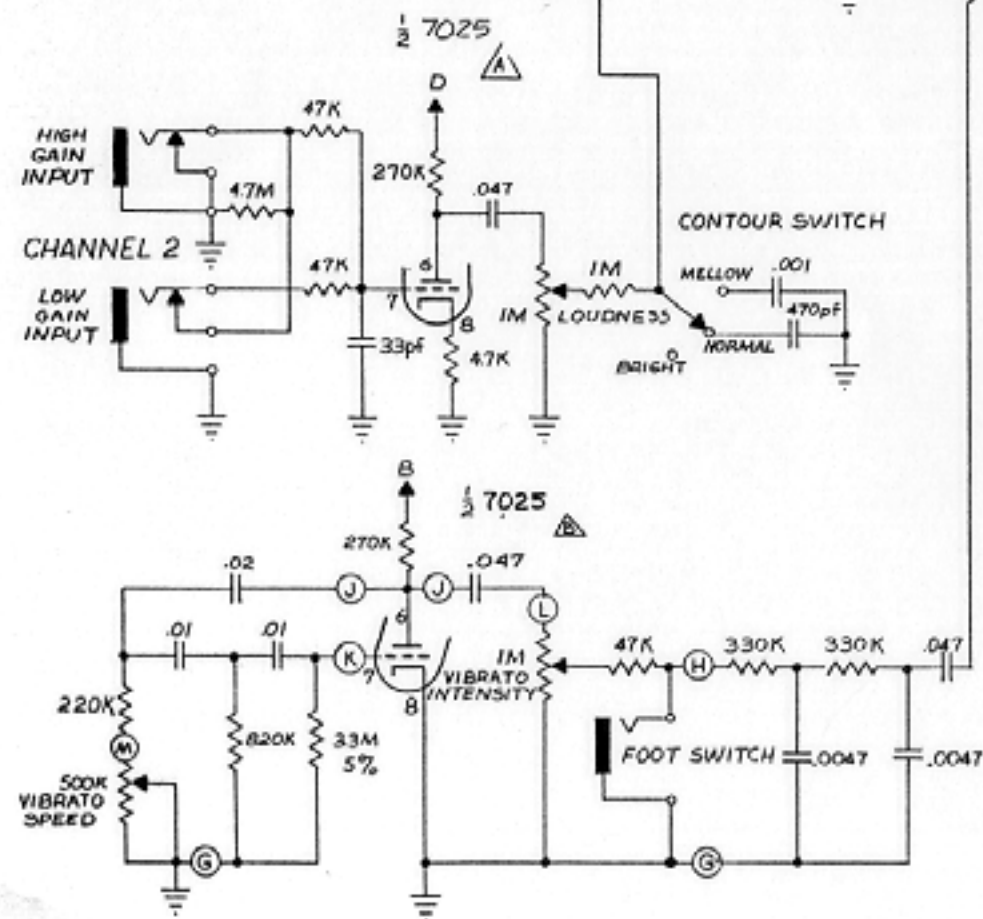 ½ 7025
A
D
47K
HIGH
GAIN
INPUT
270K
.047
4.7M
CONTOUR SWITCH
CHANNEL 2
47K
6
1M
MELLOW
.001
LOW
GAIN
INPUT
7
1M
LOUDNESS
470pF
8
NORMAL
33pf
4.7K
BRIGHT
B
½ 7025
B
270K
.02
.047
J
J
L
6
.01
.01
K
7
1M
VIBRATO
INTENSITY
47K
H
330K
330K
.047
220K
8
M
820K
3.3M
5%
FOOT SWITCH
.0047
.0047
500K
VIBRATO
SPEED
G
G